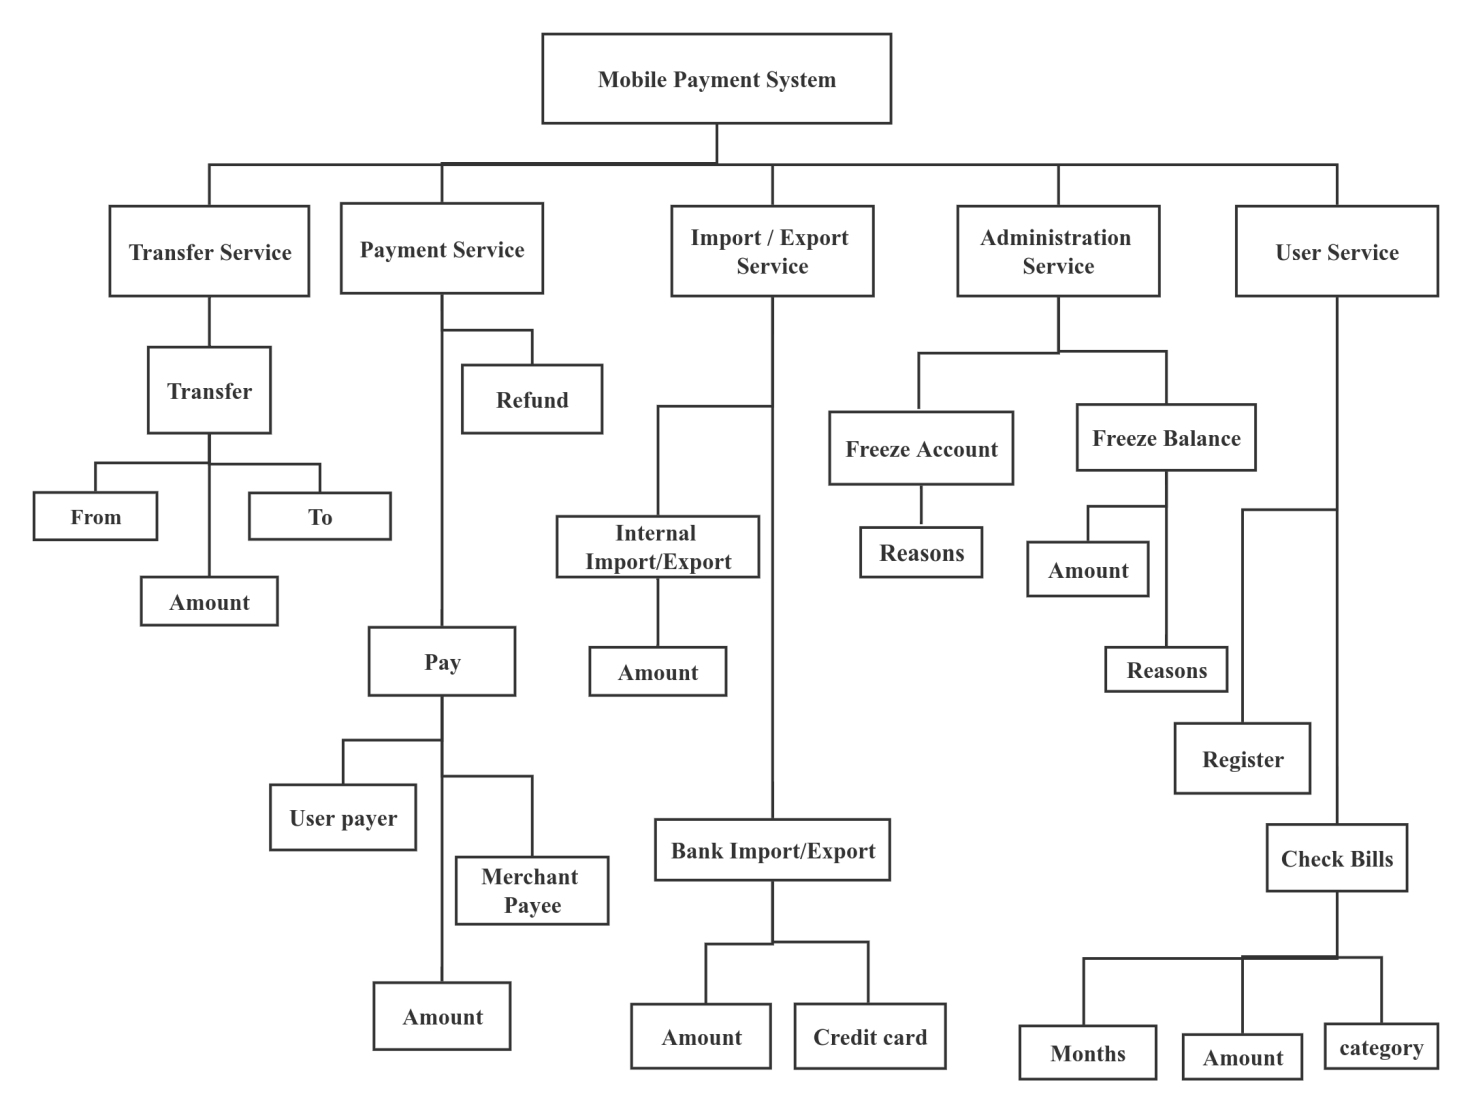 Mobile Payment System
Transfer Service
Payment Service
Import / Export
Service
Administration
Service
User Service
Transfer
Refund
From
To
Amount
Pay
User payer
Merchant
Payee
Amount
Internal
Import/Export
Amount
Bank Import/Export
Amount
Credit card
Freeze Account
Reasons
Freeze Balance
Amount
Reasons
Register
Check Bills
Months
Amount
category